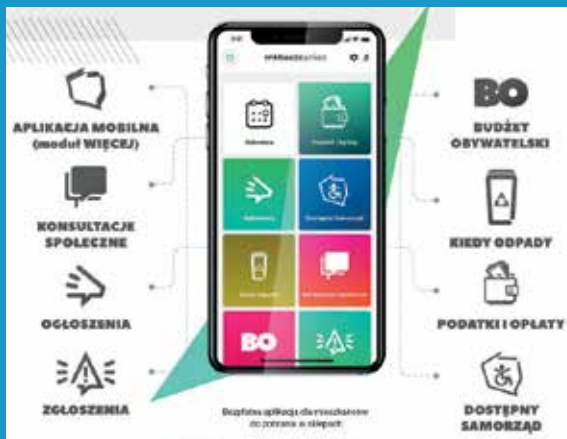 APLIKACJA MOBILNA
(moduł WIĘCEJ)
KONSULTACJE
SPOŁECZNE
OGŁOSZENIA
ZGŁOSZENIA
BO
BO
BUDŻET
OBYWATELSKI
KIEDY ODPADY
PODATKI I OPŁATY
DOSTĘPNY
SAMORZĄD
Bezpłatna aplikacja dla mieszkańców
do pobrania w sklepach